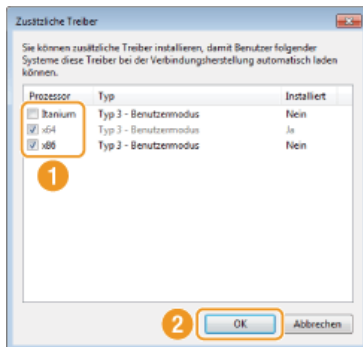 Zusätzliche Treiber
Sie können zusätzliche Treiber installieren, damit Benutzer folgender
Systeme diese Treiber bei der Verbindungsherstellung automatisch laden
können.
Prozessor Typ Installiert
Itanium Typ 3 - Benutzermodus Nein
x64 Typ 3 - Benutzermodus Ja
x86 Typ 3 - Benutzermodus Nein
1
2 OK Abbrechen